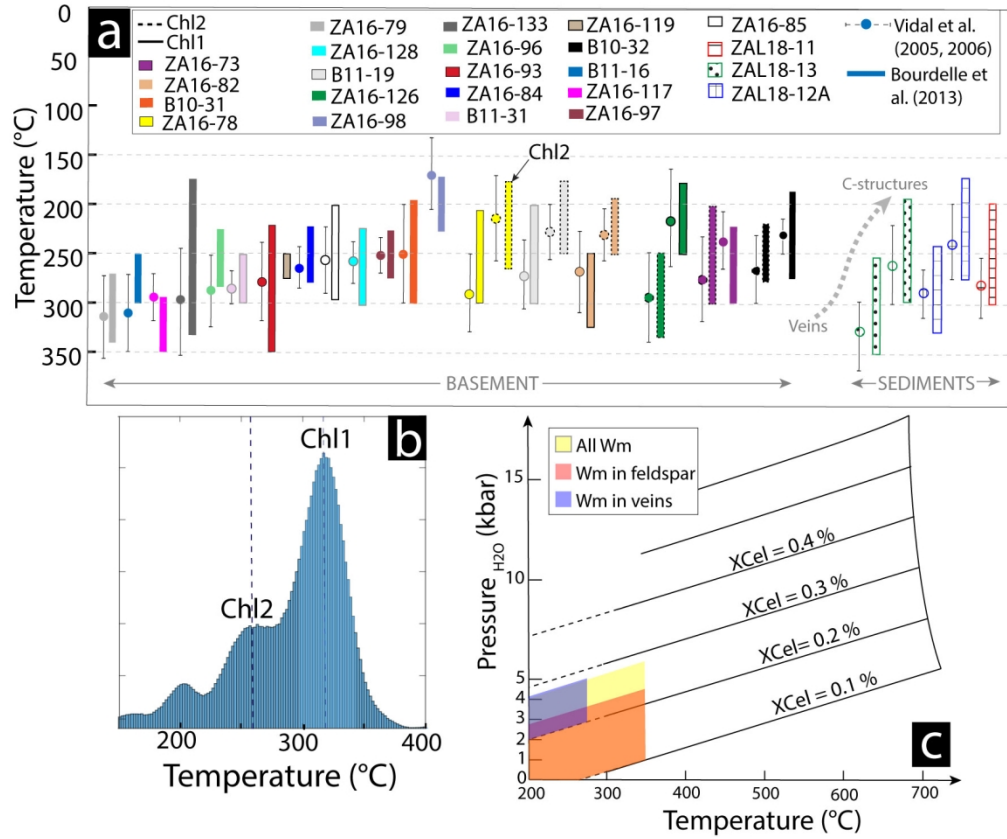 a
0
50
100
150
200
250
300
350
Temperature (°C)
Temperature (°C)
Chl2
Chl1
ZA16-73
ZA16-82
B10-31
ZA16-78
ZA16-79
ZA16-128
B11-19
ZA16-126
ZA16-98
ZA16-133
ZA16-96
ZA16-93
ZA16-84
B11-31
ZA16-119
B10-32
B11-16
ZA16-117
ZA16-97
ZA16-85
ZAL18-11
ZAL18-13
ZAL18-12A
Vidal et al.
(2005, 2006)
Bourdelle et
al. (2013)
Chl2
C-structures
Veins
BASEMENT
SEDIMENTS
b
Chl1
Chl2
200
300
400
Temperature (°C)
c
All Wm
Wm in feldspar
Wm in veins
Pressure H2O (kbar)
15
10
5
4
3
2
1
0
XCel = 0.4 %
XCel = 0.3 %
XCel = 0.2 %
XCel = 0.1 %
200
300
400
500
600
700
Temperature (°C)